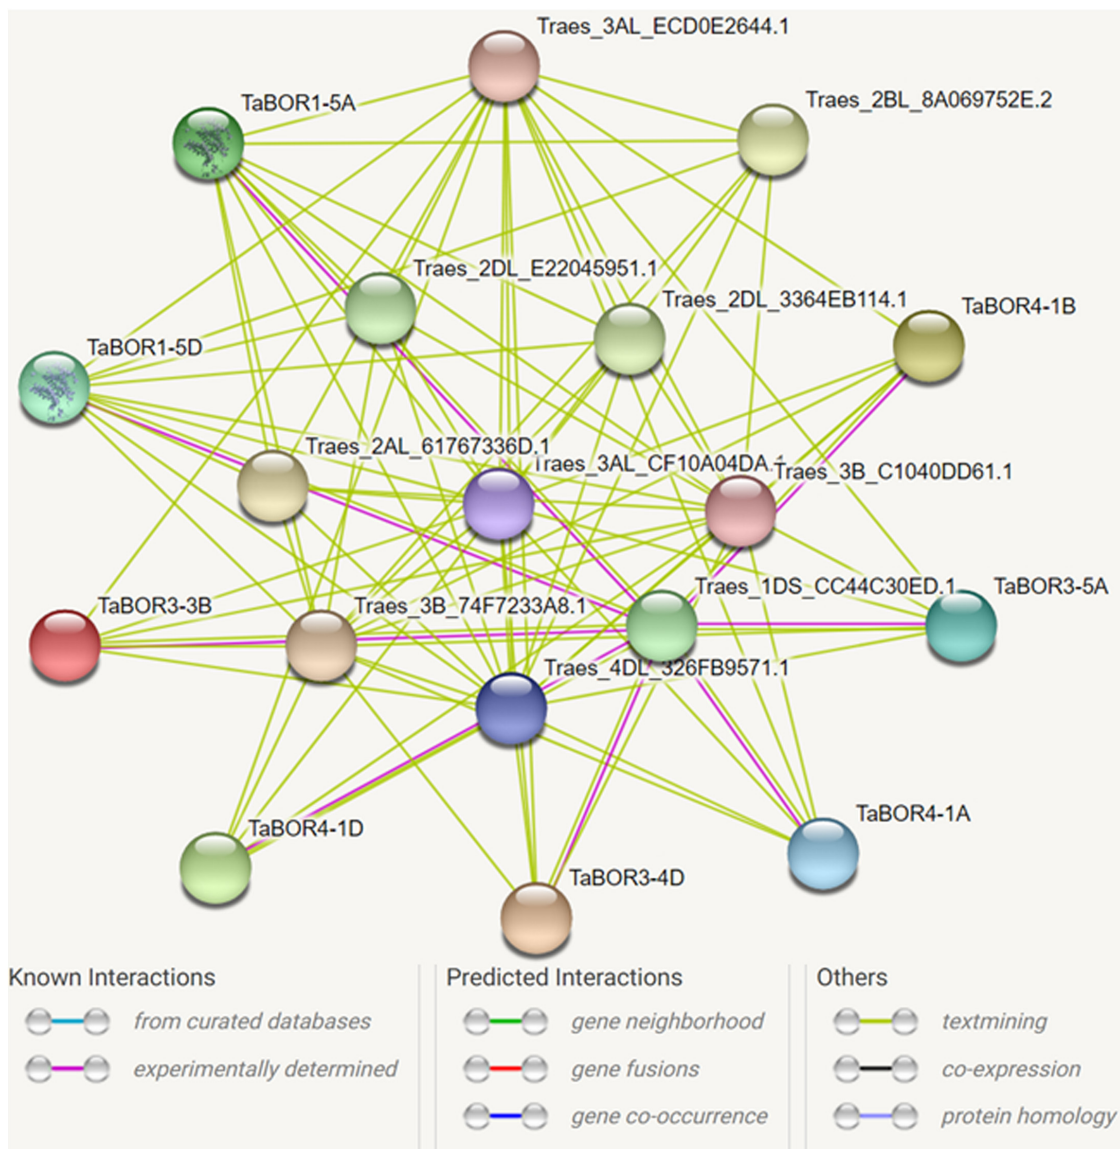 Traes_3AL_ECD0E2644.1
TaBOR1-5A
Traes_2BL_8A069752E.2
Traes_2DL_E22045951.1
Traes_2DL_3364EB114.1
TaBOR4-1B
TaBOR1-5D
Traes_2AL_61767336D.1
Traes_3AL_CF10A04DA.1
Traes_3B_C1040DD61.1
Traes_1DS_CC44C30ED.1
TaBOR3-5A
TaBOR3-3B
Traes_3B_74F7233A8.1
Traes_4DL_326FB9571.1
TaBOR4-1D
TaBOR4-1A
TaBOR3-4D
Known Interactions
from curated databases
experimentally determined
Predicted Interactions
gene neighborhood
gene fusions
gene co-occurrence
Others
textmining
co-expression
protein homology